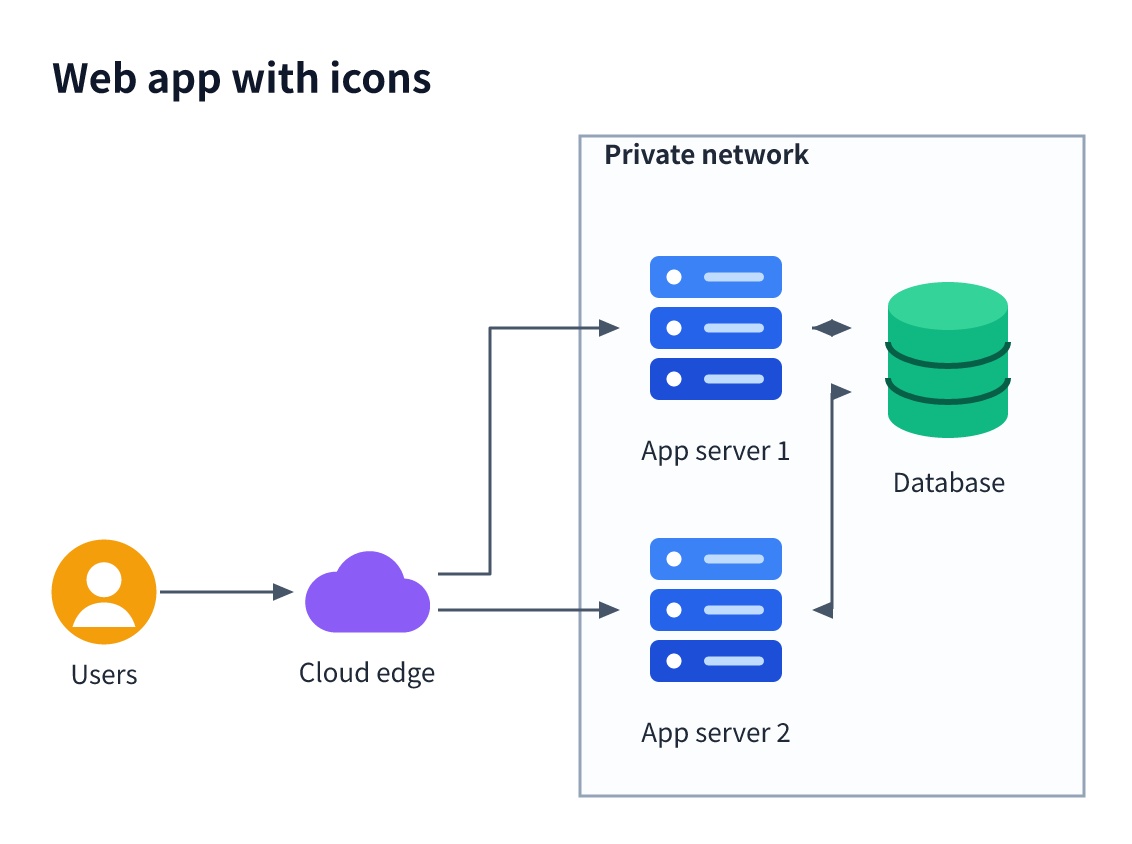 Web app with icons
Private network
App server 1
Database
Users
Cloud edge
App server 2